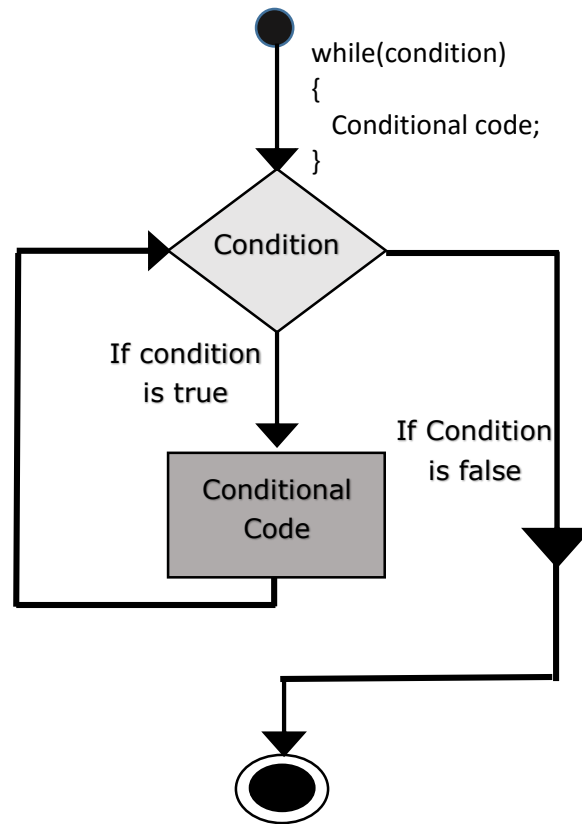 while(condition)
{
Conditional code;
}
Condition
If condition
is true
If Condition
is false
Conditional
Code